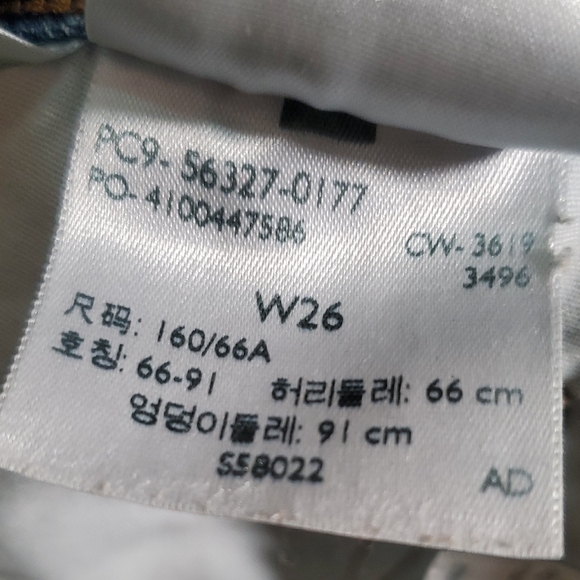 PC9- 56327-0177
PO- 4100447586
CW- 3619
3496
W26
尺码: 160/66A
호칭: 66-91 허리둘레: 66 cm
엉덩이둘레: 91 cm
S58022
AD